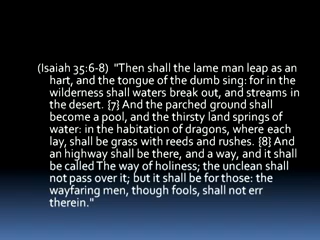 (Isaiah 35:6-8)  "Then shall the lame man leap as an
hart, and the tongue of the dumb sing: for in the
wilderness shall waters break out, and streams in
the desert. {7} And the parched ground shall
become a pool, and the thirsty land springs of
water: in the habitation of dragons, where each
lay, shall be grass with reeds and rushes. {8} And
an highway shall be there, and a way, and it shall
be called The way of holiness; the unclean shall
not pass over it; but it shall be for those: the
wayfaring men, though fools, shall not err
therein."